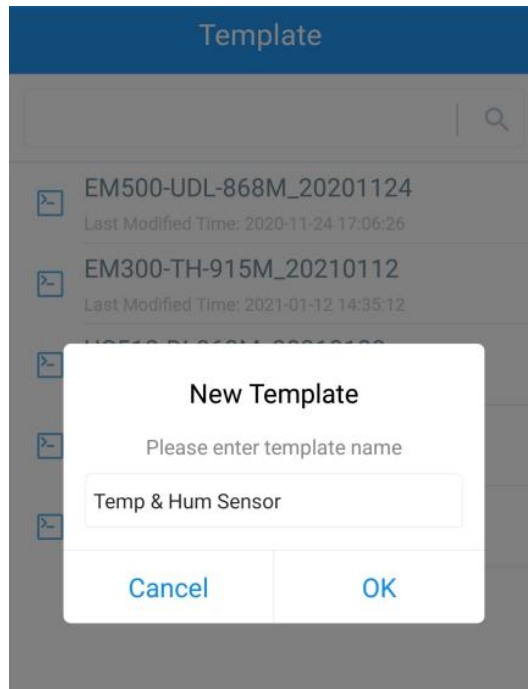 Template
EM500-UDL-868M_20201124
Last Modified Time: 2020-11-24 17:06:26
EM300-TH-915M_20210112
Last Modified Time: 2021-01-12 14:35:12
New Template
Please enter template name
Temp & Hum Sensor
Cancel
OK